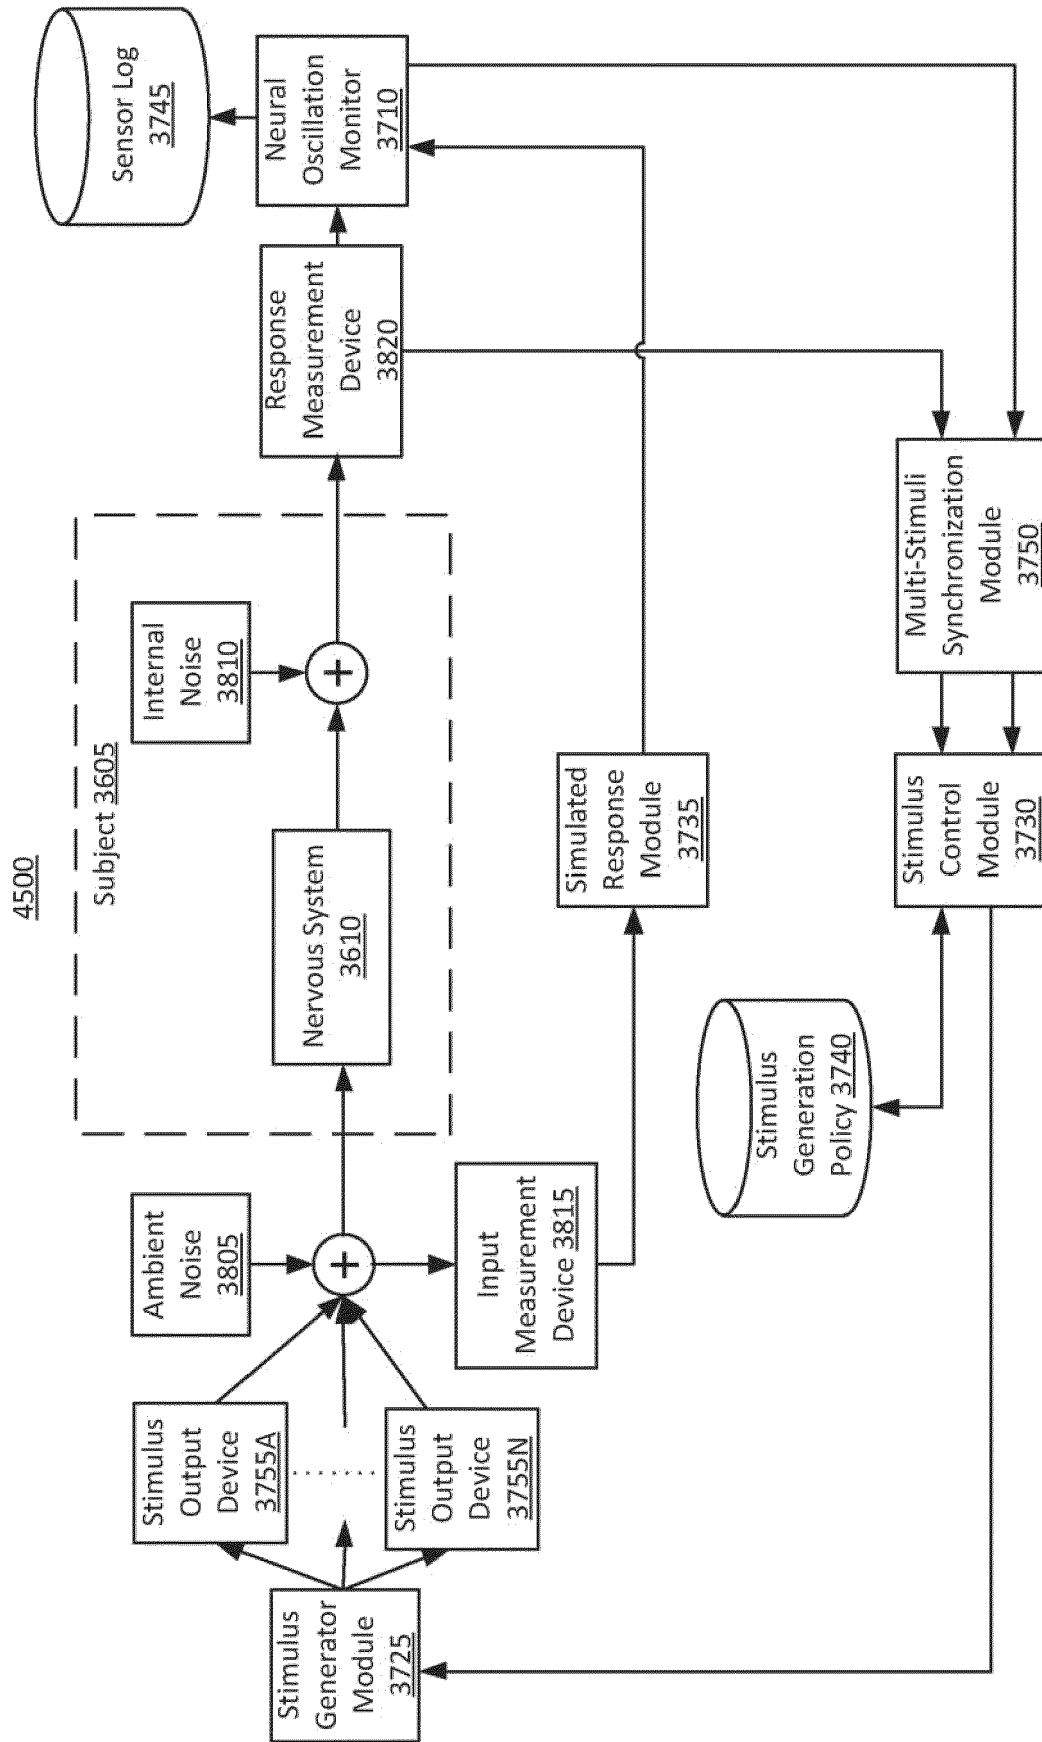 4500
Subject 3605
Stimulus
Generator
Module
3725
Stimulus
Output
Device
3755A
Stimulus
Output
Device
3755N
Ambient
Noise
3805
Input
Measurement
Device 3815
Nervous System
3610
Internal
Noise
3810
Response
Measurement
Device
3820
Neural
Oscillation
Monitor
3710
Sensor Log
3745
Simulated
Response
Module
3735
Stimulus
Generation
Policy 3740
Stimulus
Control
Module
3730
Multi-Stimuli
Synchronization
Module
3750